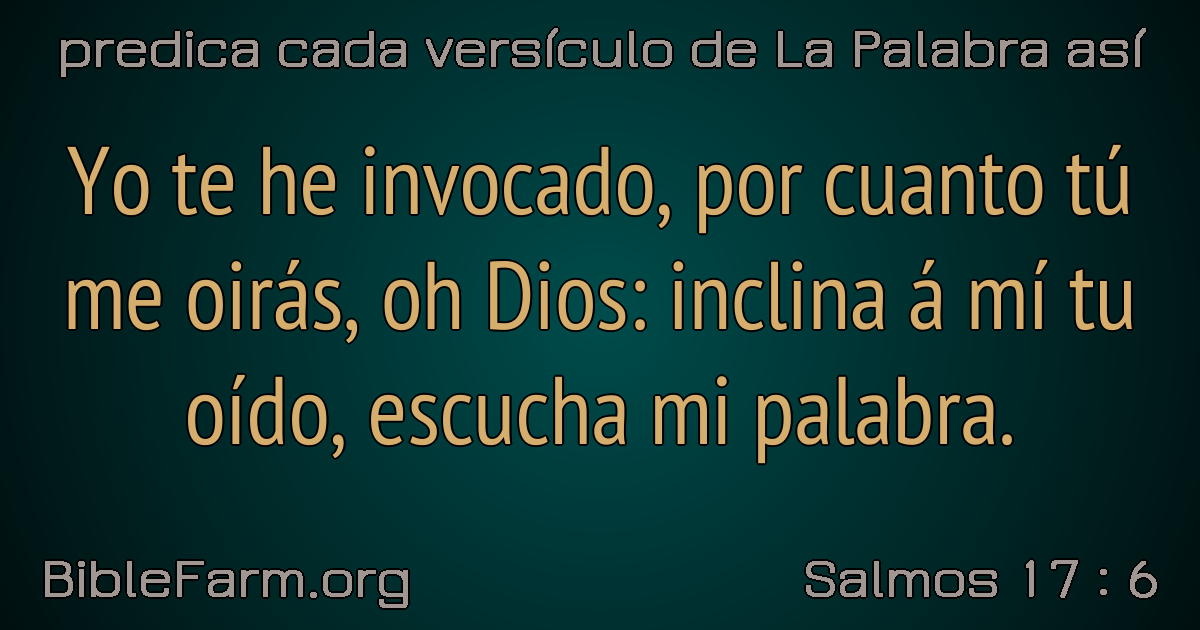 predica cada versículo de La Palabra así
Yo te he invocado, por cuanto tú
me oirás, oh Dios: inclina á mí tu
oído, escucha mi palabra.
BibleFarm.org
Salmos 17 : 6